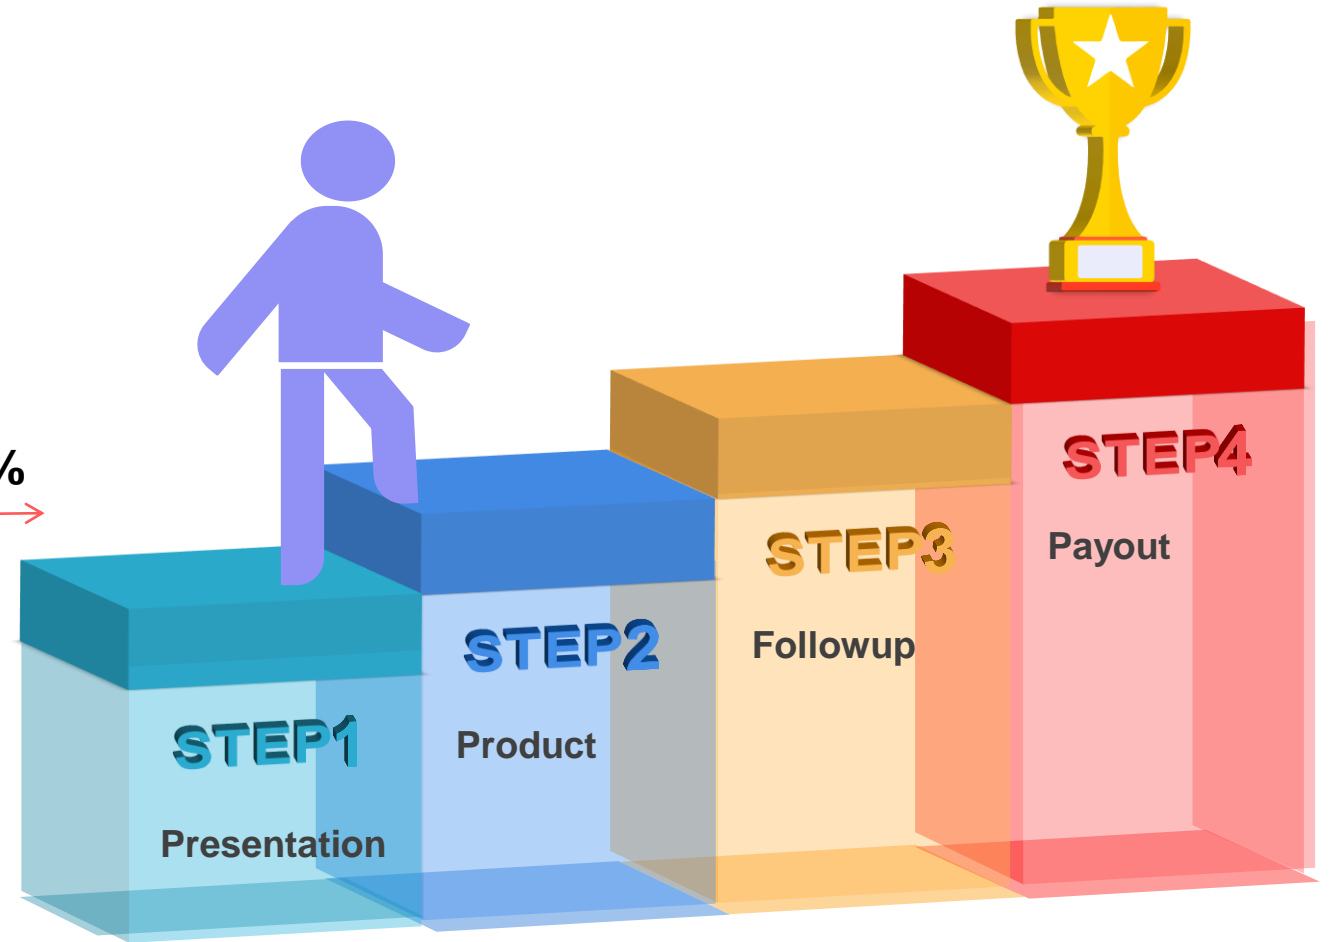 %
STEP1
Presentation
STEP2
Product
STEP3
Followup
STEP4
Payout